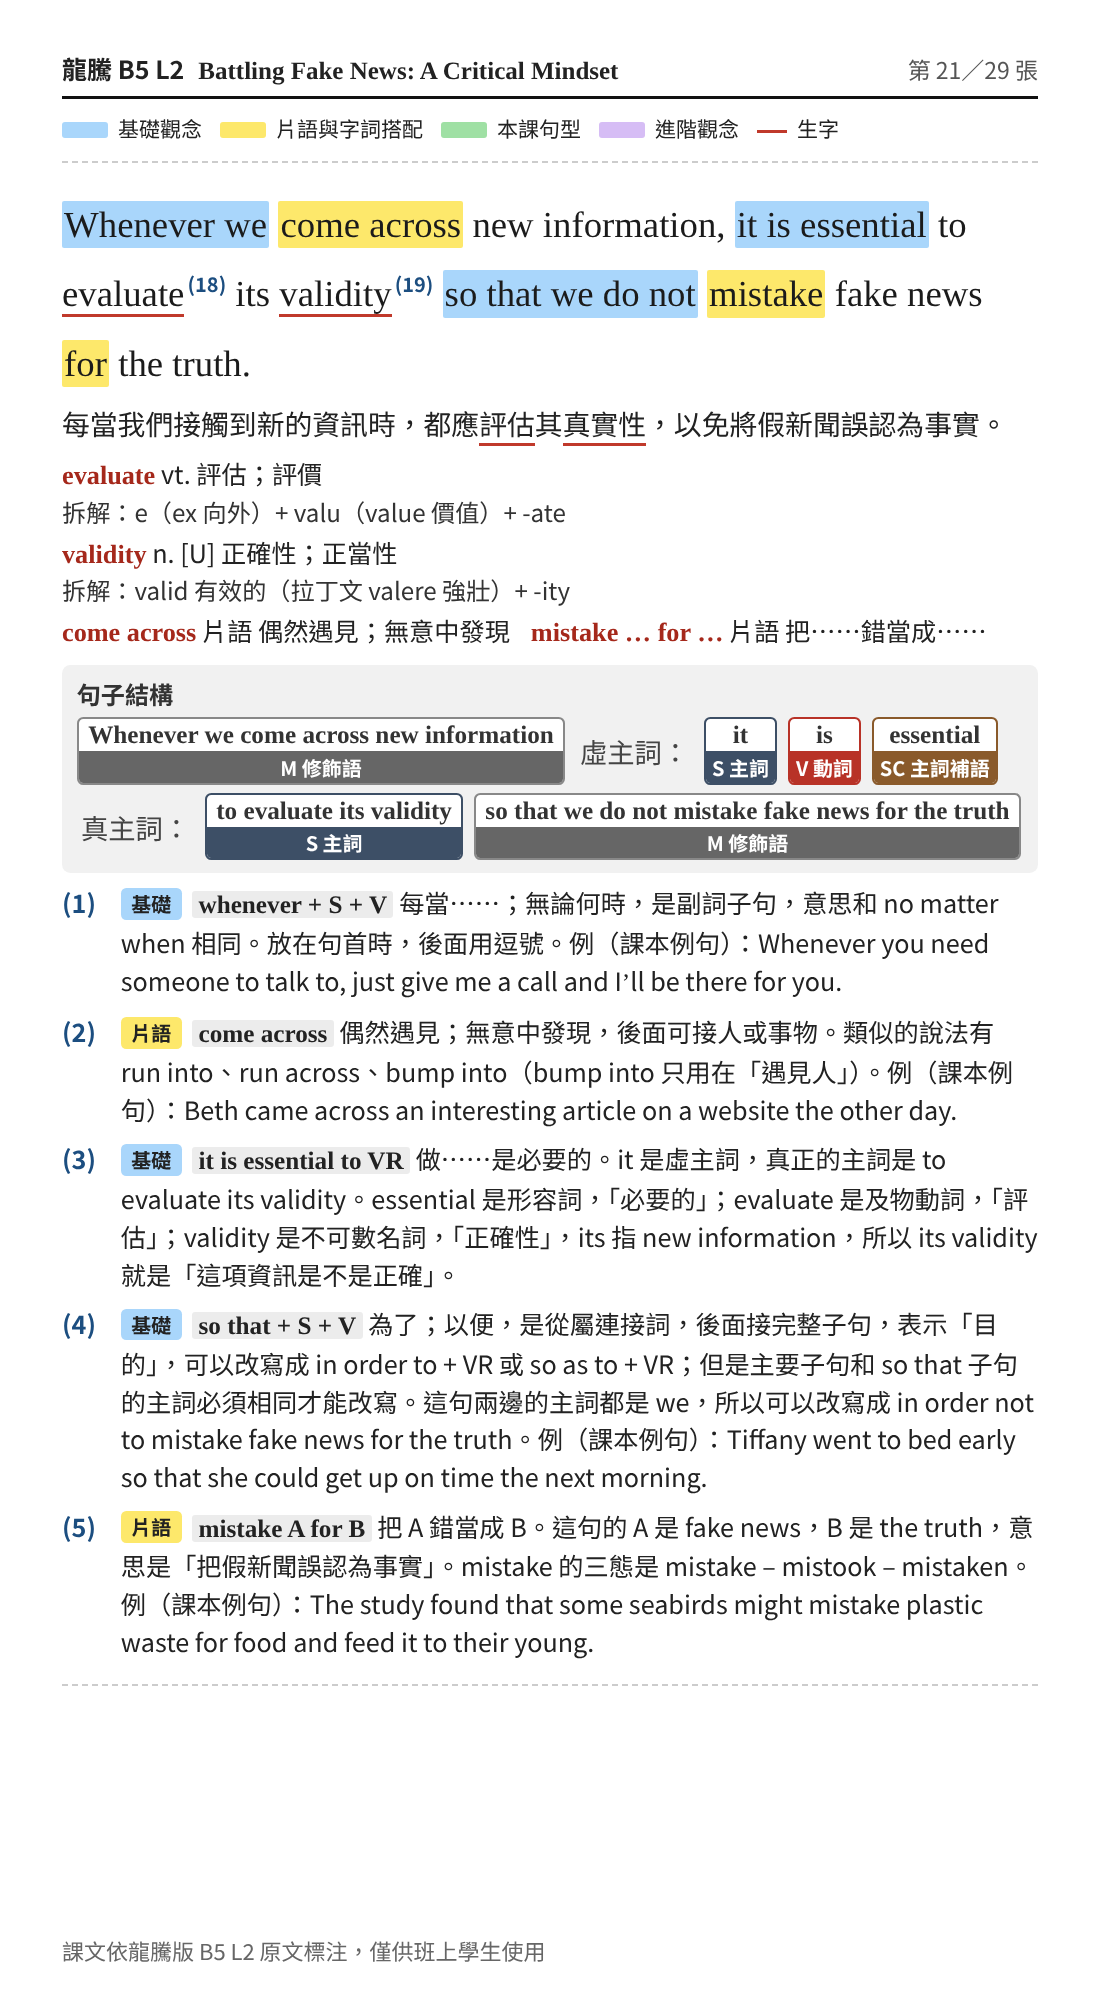 龍騰 B5 L2 Battling Fake News: A Critical Mindset 第 21／29 張
基礎觀念 片語與字詞搭配 本課句型 進階觀念 生字
Whenever we come across new information, it is essential to
evaluate(18) its validity(19) so that we do not mistake fake news
for the truth.
每當我們接觸到新的資訊時，都應評估其真實性，以免將假新聞誤認為事實。
evaluate vt. 評估；評價
拆解：e（ex 向外）+ valu（value 價值）+ -ate
validity n. [U] 正確性；正當性
拆解：valid 有效的（拉丁文 valere 強壯）+ -ity
come across 片語 偶然遇見；無意中發現 mistake … for … 片語 把……錯當成……
句子結構
Whenever we come across new information 虛主詞： it is essential
M 修飾語 S 主詞 V 動詞 SC 主詞補語
真主詞： to evaluate its validity so that we do not mistake fake news for the truth
S 主詞 M 修飾語
(1) 基礎 whenever + S + V 每當……；無論何時，是副詞子句，意思和 no matter
when 相同。放在句首時，後面用逗號。例（課本例句）：Whenever you need
someone to talk to, just give me a call and I’ll be there for you.
(2) 片語 come across 偶然遇見；無意中發現，後面可接人或事物。類似的說法有
run into、run across、bump into（bump into 只用在「遇見人」）。例（課本例
句）：Beth came across an interesting article on a website the other day.
(3) 基礎 it is essential to VR 做……是必要的。it 是虛主詞，真正的主詞是 to
evaluate its validity。essential 是形容詞，「必要的」；evaluate 是及物動詞，「評
估」；validity 是不可數名詞，「正確性」，its 指 new information，所以 its validity
就是「這項資訊是不是正確」。
(4) 基礎 so that + S + V 為了；以便，是從屬連接詞，後面接完整子句，表示「目
的」，可以改寫成 in order to + VR 或 so as to + VR；但是主要子句和 so that 子句
的主詞必須相同才能改寫。這句兩邊的主詞都是 we，所以可以改寫成 in order not
to mistake fake news for the truth。例（課本例句）：Tiffany went to bed early
so that she could get up on time the next morning.
(5) 片語 mistake A for B 把 A 錯當成 B。這句的 A 是 fake news，B 是 the truth，意
思是「把假新聞誤認為事實」。mistake 的三態是 mistake – mistook – mistaken。
例（課本例句）：The study found that some seabirds might mistake plastic
waste for food and feed it to their young.
課文依龍騰版 B5 L2 原文標注，僅供班上學生使用